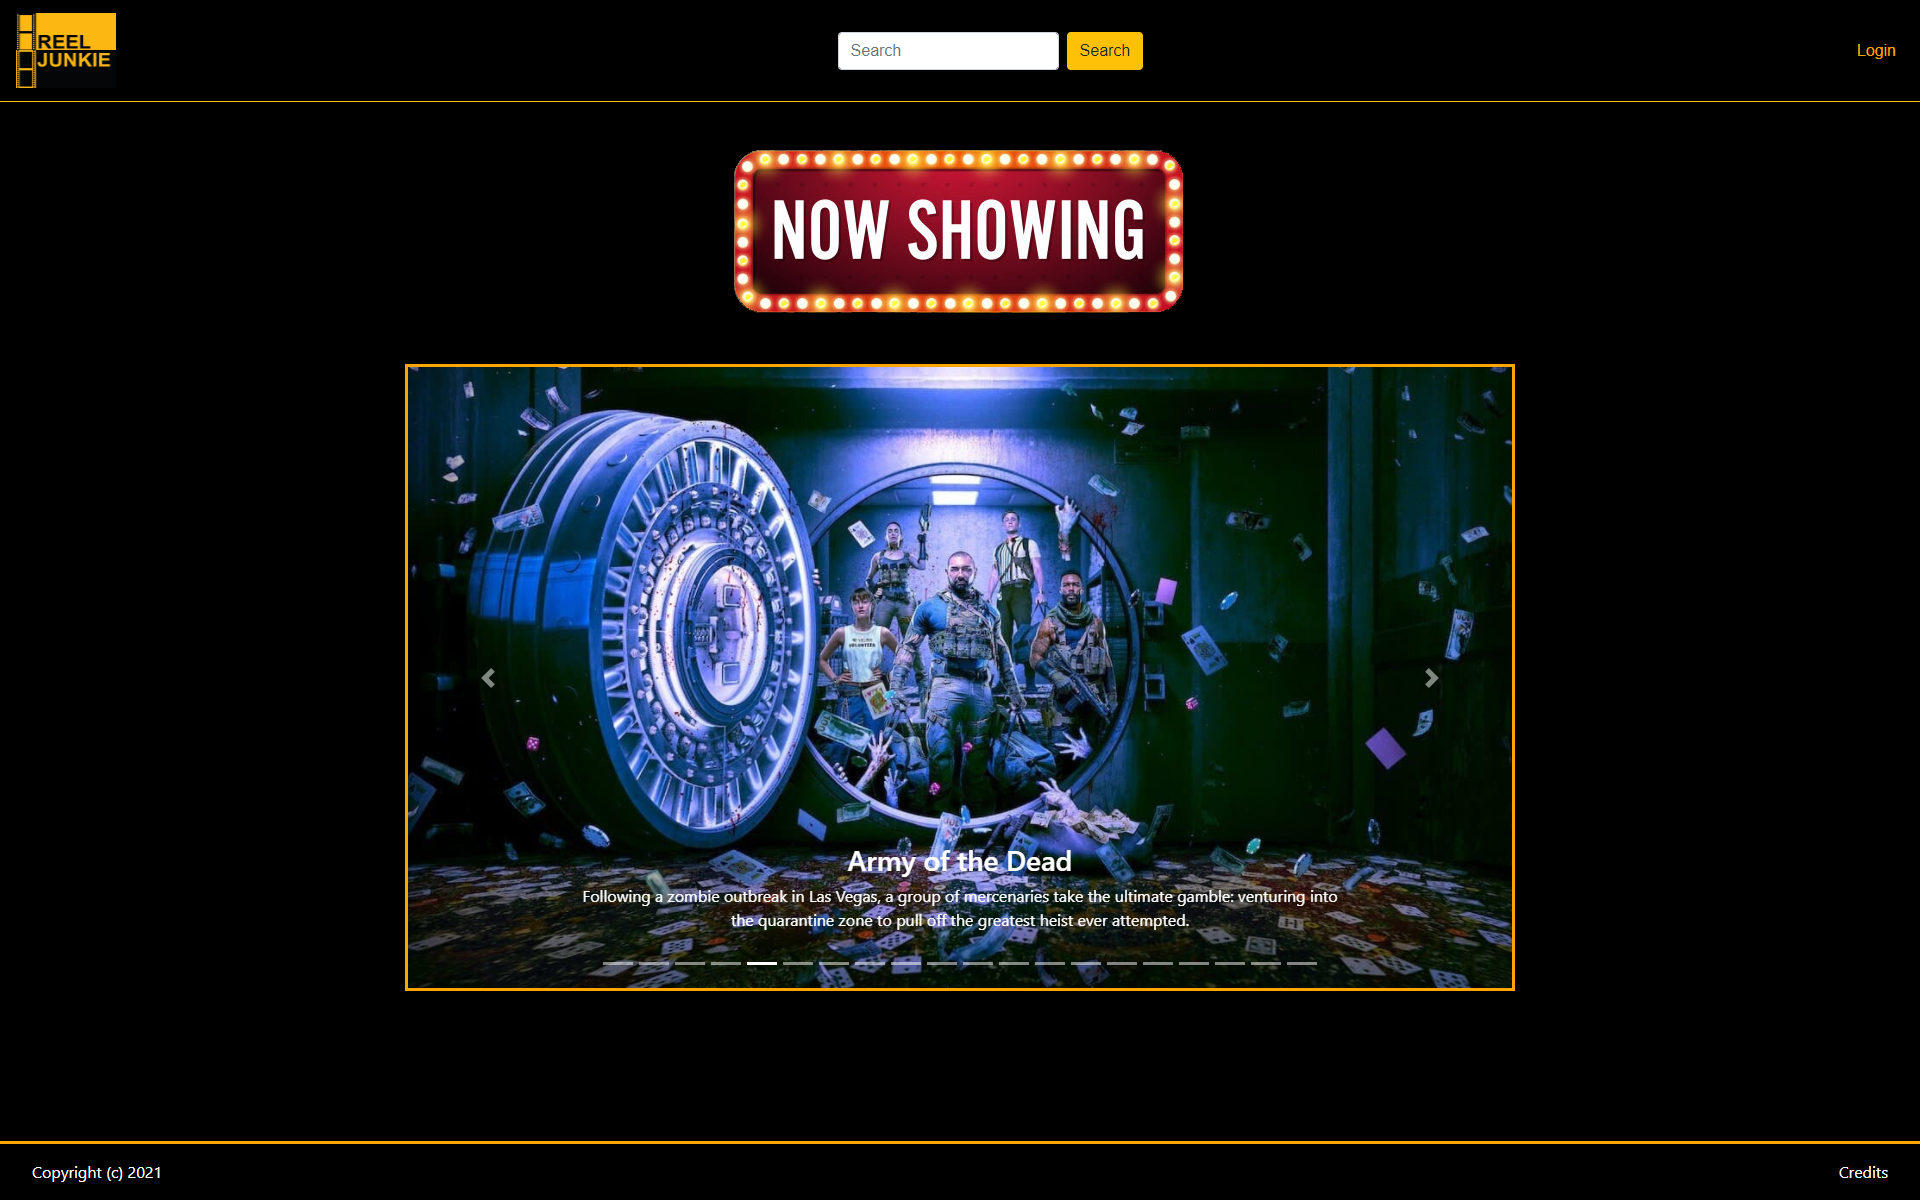 REEL
JUNKIE
Search
Search
Login
NOW SHOWING
VOLUNTEER
Army of the Dead
Following a zombie outbreak in Las Vegas, a group of mercenaries take the ultimate gamble: venturing into
the quarantine zone to pull off the greatest heist ever attempted.
Copyright (c) 2021
Credits